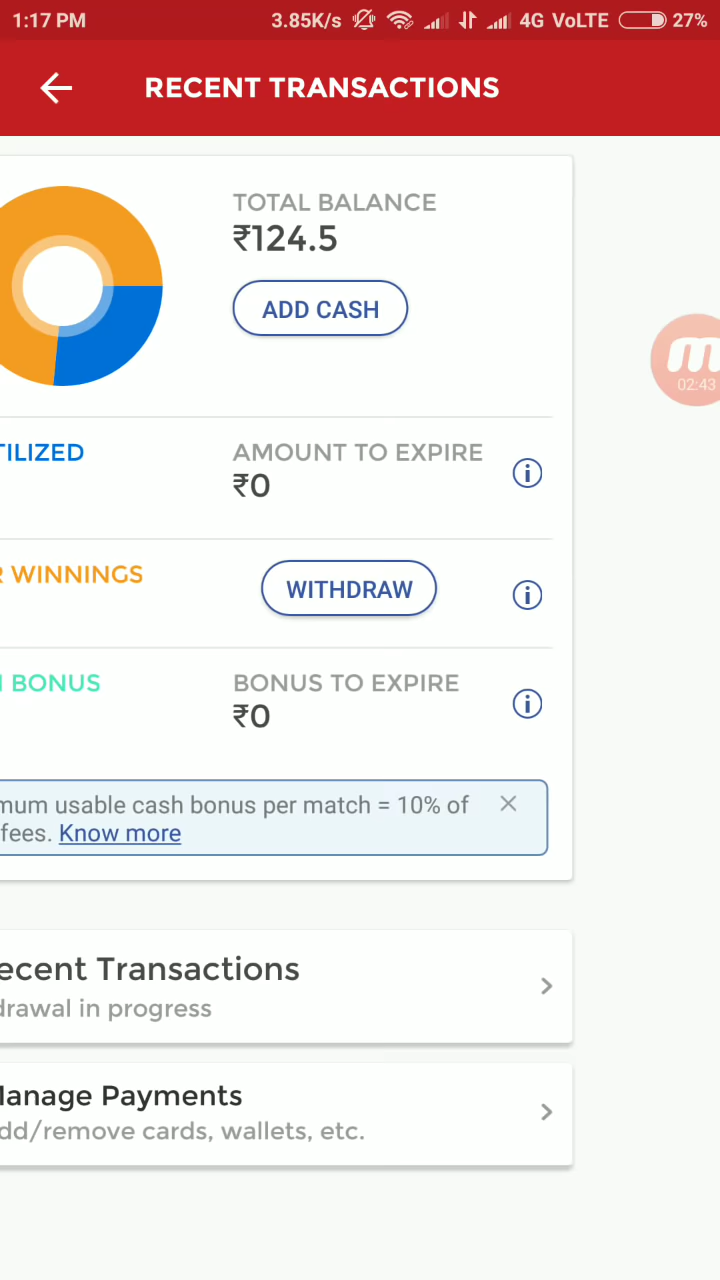 1:17 PM 3.85K/s 4G VoLTE 27%
RECENT TRANSACTIONS
TOTAL BALANCE
₹124.5
ADD CASH
02:43
TILIZED AMOUNT TO EXPIRE
₹0
R WINNINGS WITHDRAW
BONUS BONUS TO EXPIRE
₹0
mum usable cash bonus per match = 10% of
fees. Know more
ecent Transactions
drawal in progress
Manage Payments
dd/remove cards, wallets, etc.